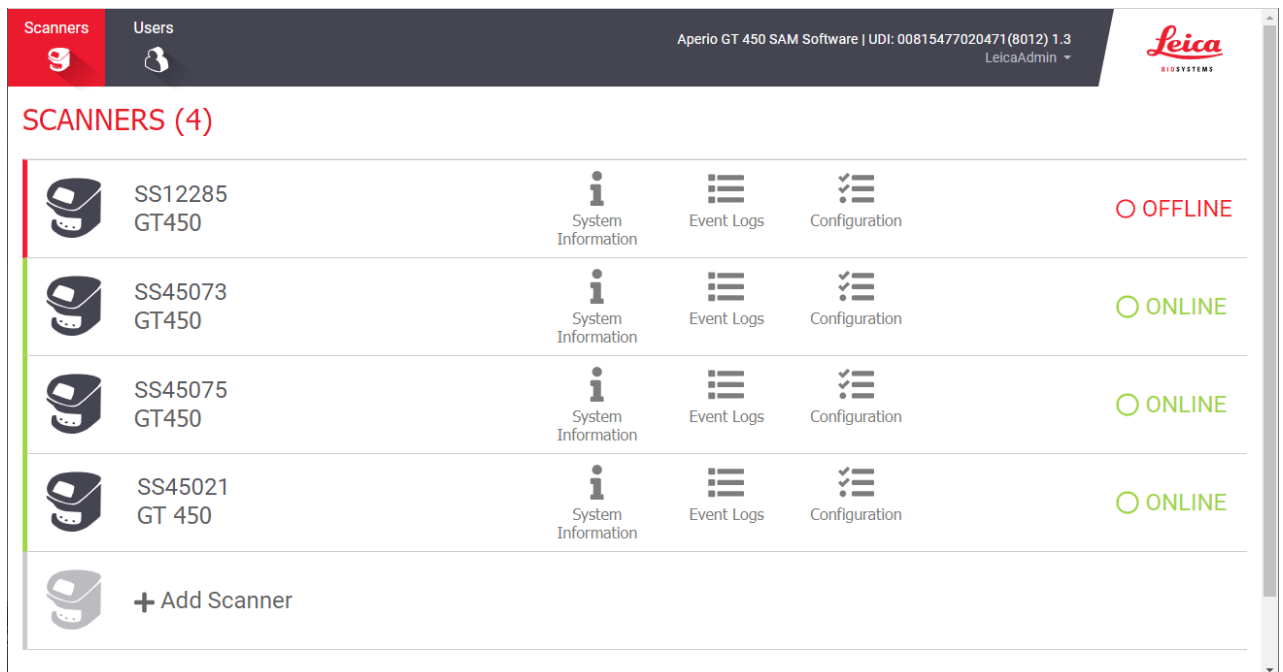 Scanners
Users
Aperio GT 450 SAM Software | UDI: 00815477020471(8012) 1.3
LeicaAdmin
Leica
BIOSYSTEMS
SCANNERS (4)
SS12285
GT450
System
Information
Event Logs
Configuration
OFFLINE
SS45073
GT450
System
Information
Event Logs
Configuration
ONLINE
SS45075
GT450
System
Information
Event Logs
Configuration
ONLINE
SS45021
GT 450
System
Information
Event Logs
Configuration
ONLINE
+ Add Scanner